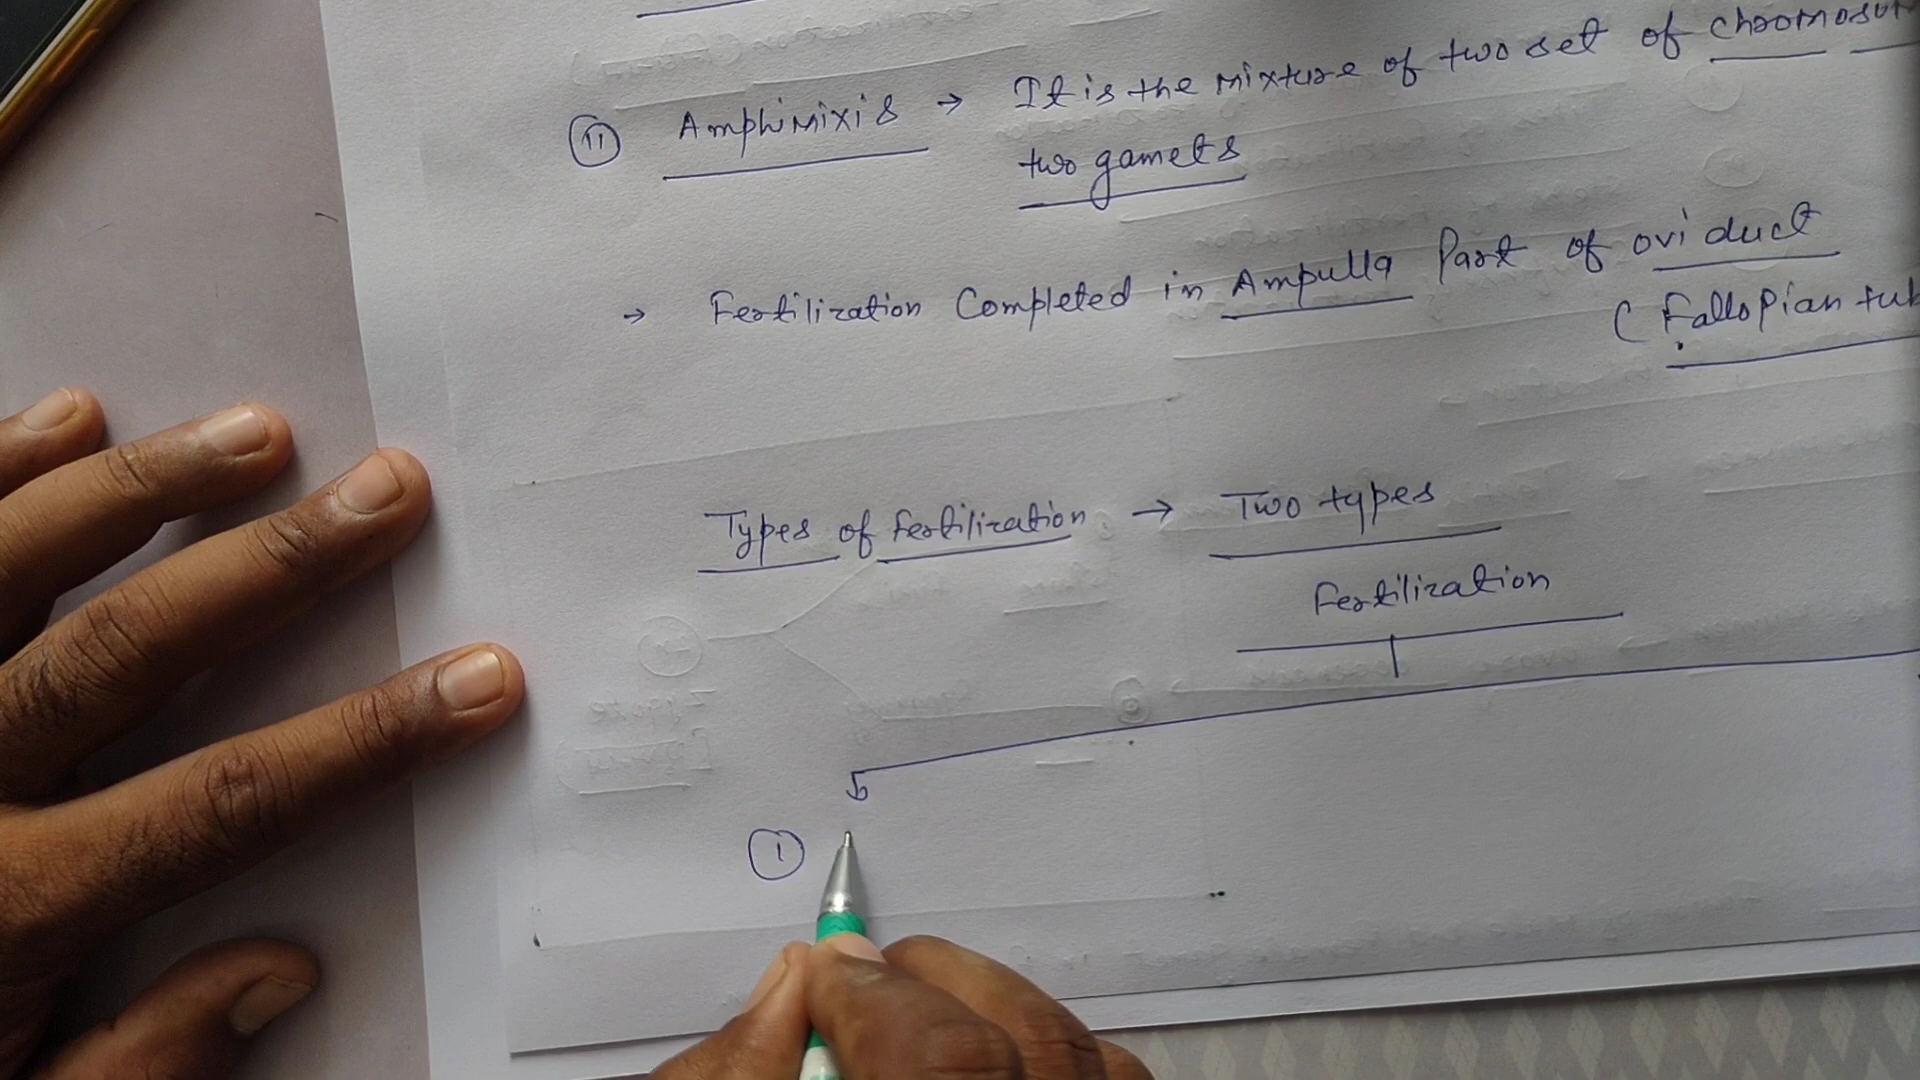 (11) Amphimixis → It is the mixture of two set of chromosom
two gamets
→ Fertilization Completed in Ampulla Part of oviduct
( Fallopian tub
Types of fertilization → Two types
Fertilization
(1)